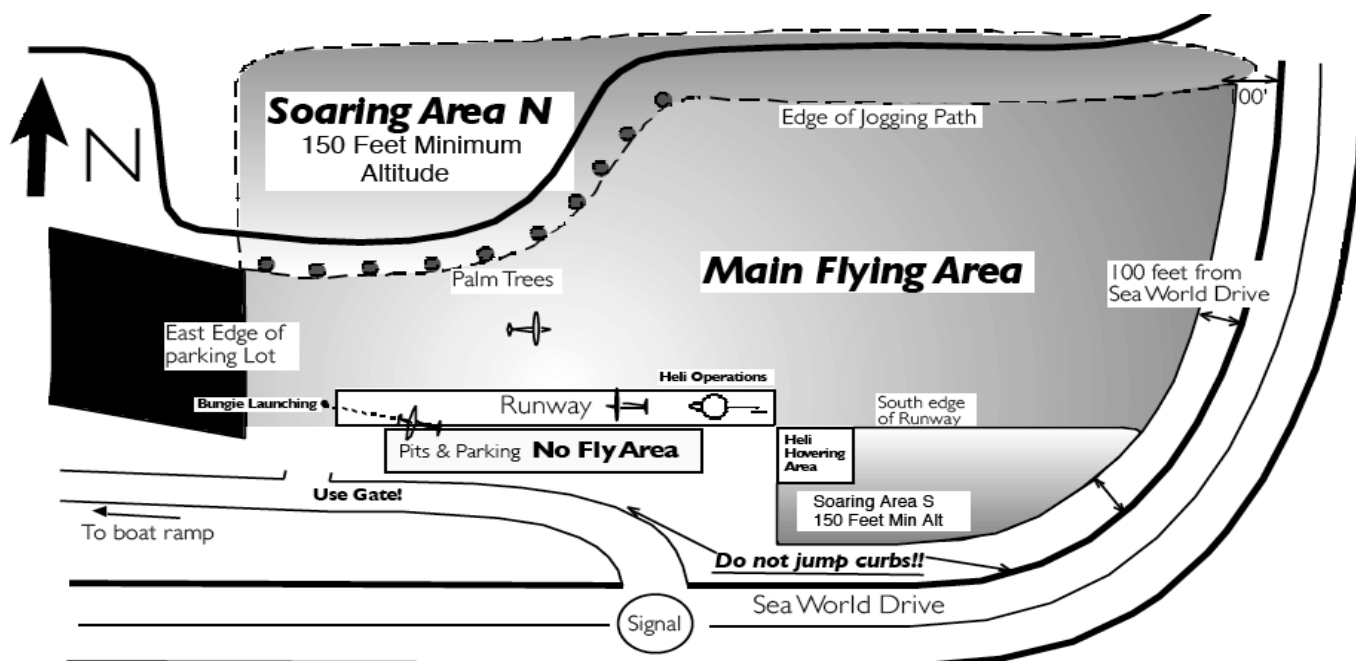 N
Soaring Area N
150 Feet Minimum
Altitude
00'
Edge of Jogging Path
Main Flying Area
100 feet from
Sea World Drive
Palm Trees
East Edge of
parking Lot
Heli Operations
Bungie Launching
Runway
South edge
of Runway
Pits & Parking No Fly Area
Heli
Hovering
Area
Use Gate!
Soaring Area S
150 Feet Min Alt
To boat ramp
Do not jump curbs!!
Sea World Drive
Signal